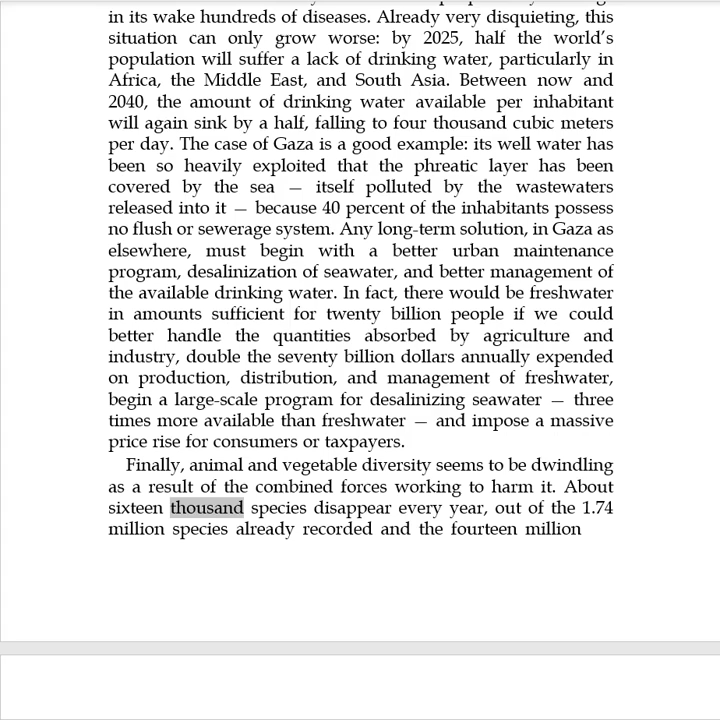 in its wake hundreds of diseases. Already very disquieting, this
situation can only grow worse: by 2025, half the world’s
population will suffer a lack of drinking water, particularly in
Africa, the Middle East, and South Asia. Between now and
2040, the amount of drinking water available per inhabitant
will again sink by a half, falling to four thousand cubic meters
per day. The case of Gaza is a good example: its well water has
been so heavily exploited that the phreatic layer has been
covered by the sea — itself polluted by the wastewaters
released into it — because 40 percent of the inhabitants possess
no flush or sewerage system. Any long-term solution, in Gaza as
elsewhere, must begin with a better urban maintenance
program, desalinization of seawater, and better management of
the available drinking water. In fact, there would be freshwater
in amounts sufficient for twenty billion people if we could
better handle the quantities absorbed by agriculture and
industry, double the seventy billion dollars annually expended
on production, distribution, and management of freshwater,
begin a large-scale program for desalinizing seawater — three
times more available than freshwater — and impose a massive
price rise for consumers or taxpayers.
Finally, animal and vegetable diversity seems to be dwindling
as a result of the combined forces working to harm it. About
sixteen thousand species disappear every year, out of the 1.74
million species already recorded and the fourteen million